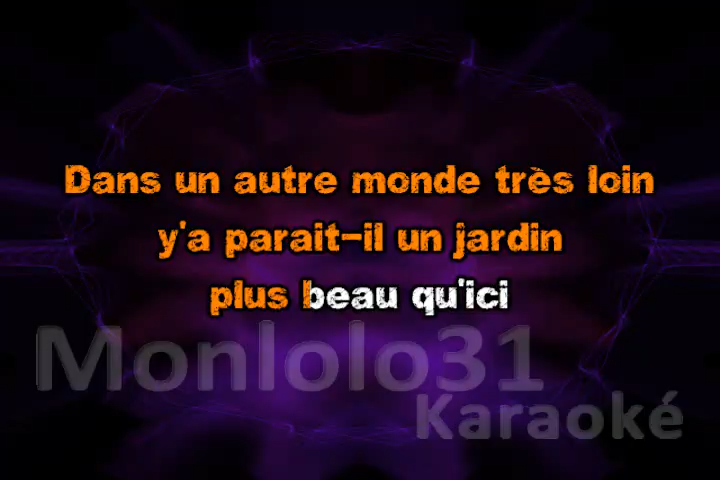 Dans un autre monde très loin
y'a parait-il un jardin
plus beau qu'ici
Monlolo31
Karaoké